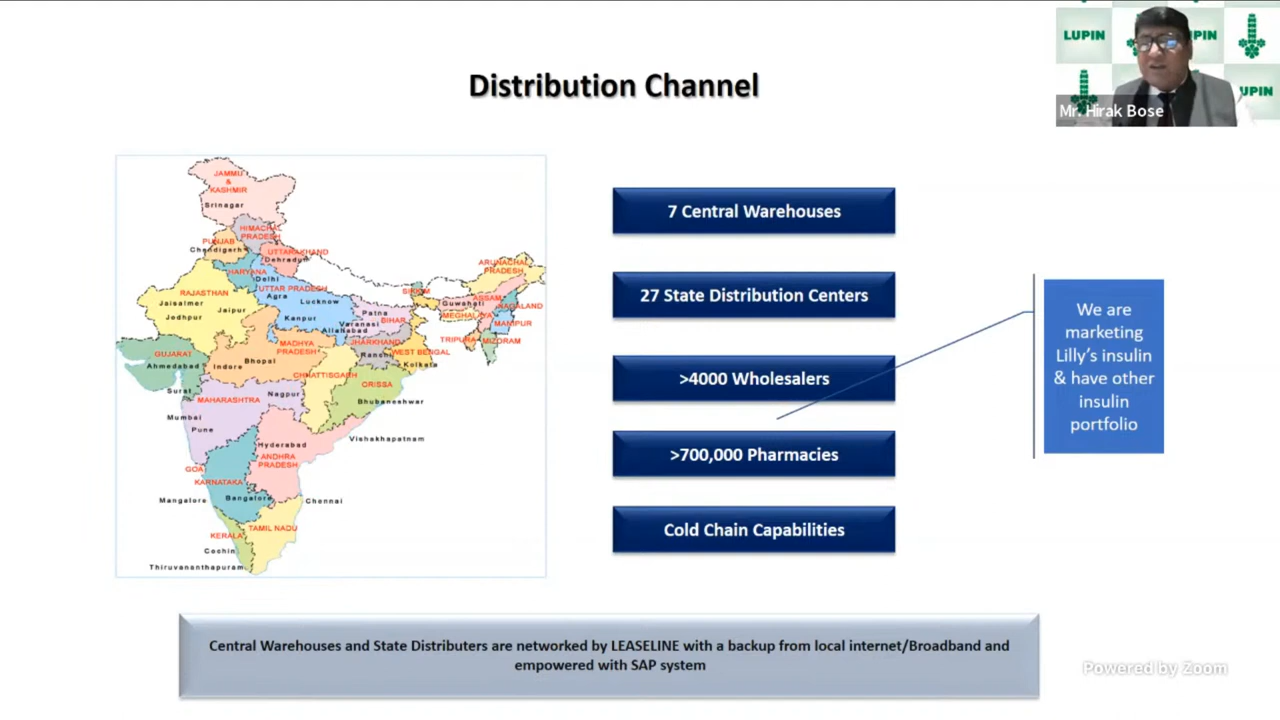 LUPIN
UPIN
UPIN
Mr. Hirak Bose
Distribution Channel
JAMMU
&
KASHMIR
Srinagar
HIMACHAL
PRADESH
PUNJAB
Chandigarh
UTTARAKHAND
Dehradun
HARYANA
Delhi
ARUNACHAL
PRADESH
RAJASTHAN
Jaisalmer
Jodhpur
Jaipur
UTTAR PRADESH
Agra
Lucknow
Kanpur
Allahabad
Varanasi
Patna
BIHAR
SIKKIM
ASSAM
Guwahati
NAGALAND
MEGHALAYA
MANIPUR
TRIPURA
MIZORAM
GUJARAT
Ahmedabad
Surat
MADHYA
PRADESH
Bhopal
Indore
JHARKHAND
Ranchi
WEST BENGAL
Kolkata
CHHATTISGARH
ORISSA
Bhubaneshwar
MAHARASHTRA
Nagpur
Mumbai
Pune
Vishakhapatnam
Hyderabad
ANDHRA
PRADESH
GOA
KARNATAKA
Mangalore
Bangalore
Chennai
TAMIL NADU
KERALA
Cochin
Thiruvananthapuram
7 Central Warehouses
27 State Distribution Centers
>4000 Wholesalers
>700,000 Pharmacies
Cold Chain Capabilities
We are
marketing
Lilly’s insulin
& have other
insulin
portfolio
Central Warehouses and State Distributers are networked by LEASELINE with a backup from local internet/Broadband and
empowered with SAP system
Powered by Zoom